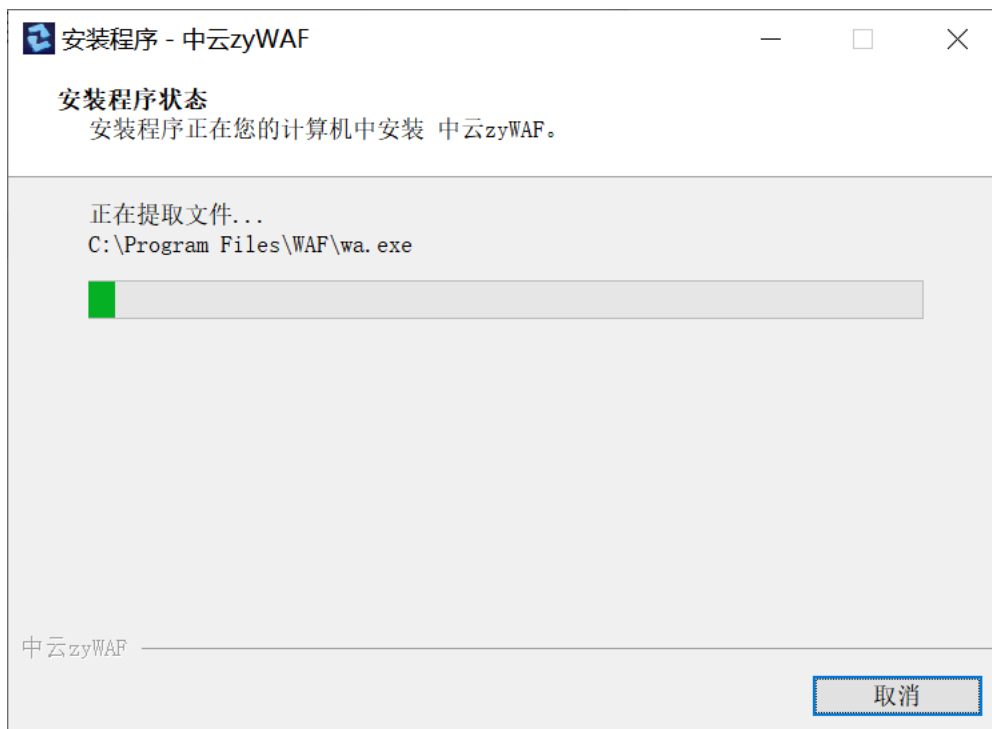 安装程序 - 中云zyWAF
安装程序状态
安装程序正在您的计算机中安装 中云zyWAF。
正在提取文件...
C:\Program Files\WAF\wa.exe
中云zyWAF
取消